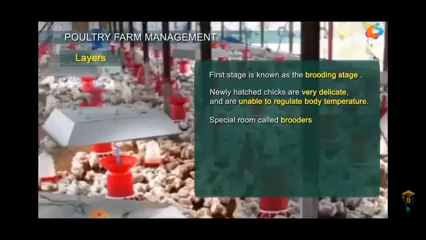 POULTRY FARM MANAGEMENT
Layers
First stage is known as the brooding stage .
Newly hatched chicks are very delicate,
and are unable to regulate body temperature.
Special room called brooders